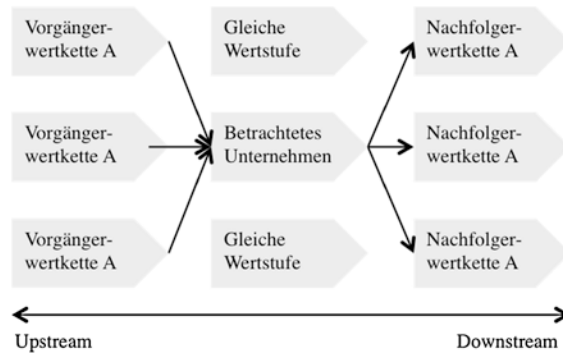 Vorgänger-
wertkette A
Gleiche
Wertstufe
Nachfolger-
wertkette A
Vorgänger-
wertkette A
Betrachtetes
Unternehmen
Nachfolger-
wertkette A
Vorgänger-
wertkette A
Gleiche
Wertstufe
Nachfolger-
wertkette A
Upstream
Downstream